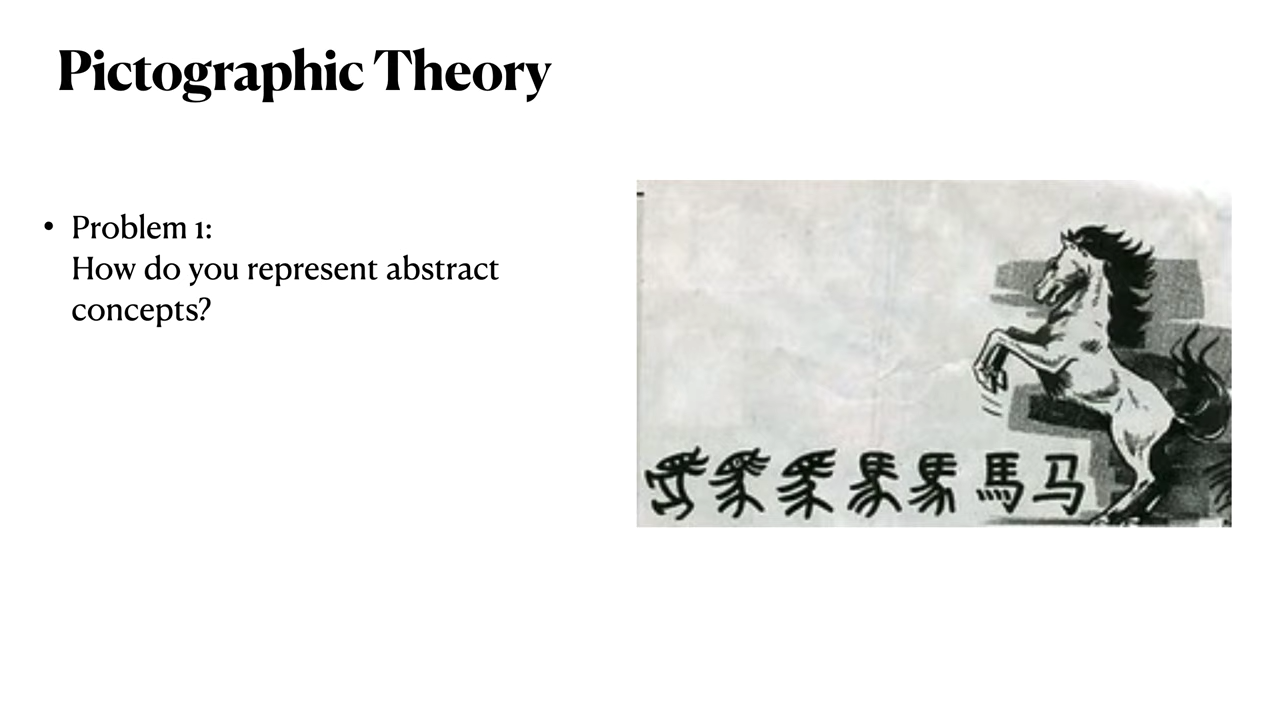 Pictographic Theory
• Problem 1:
How do you represent abstract
concepts?
馬 马